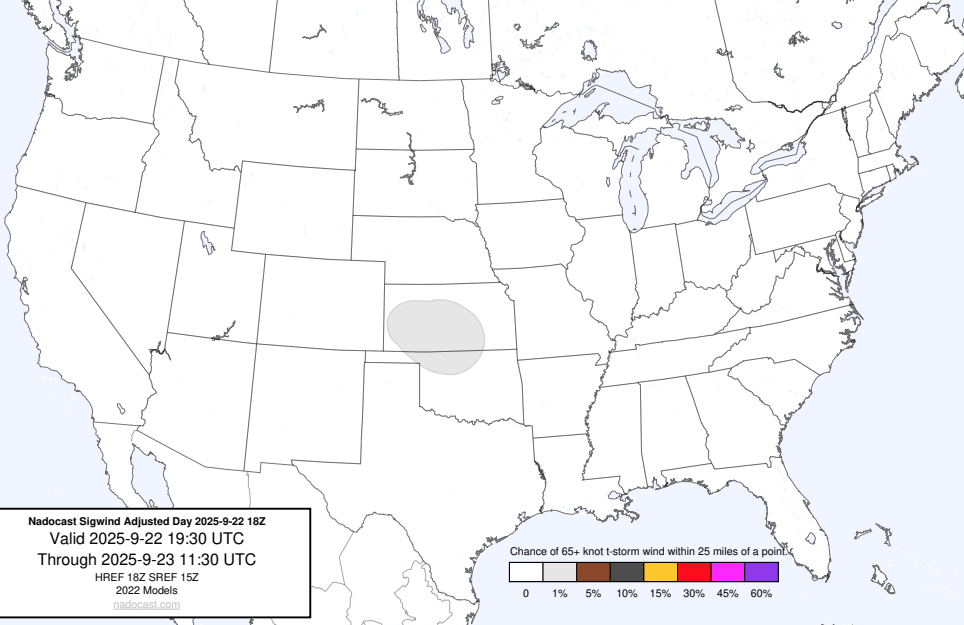 Nadocast Sigwind Adjusted Day 2025-9-22 18Z
Valid 2025-9-22 19:30 UTC
Through 2025-9-23 11:30 UTC
HREF 18Z SREF 15Z
2022 Models
nadocast.com
Chance of 65+ knot t-storm wind within 25 miles of a point.
0 1% 5% 10% 15% 30% 45% 60%